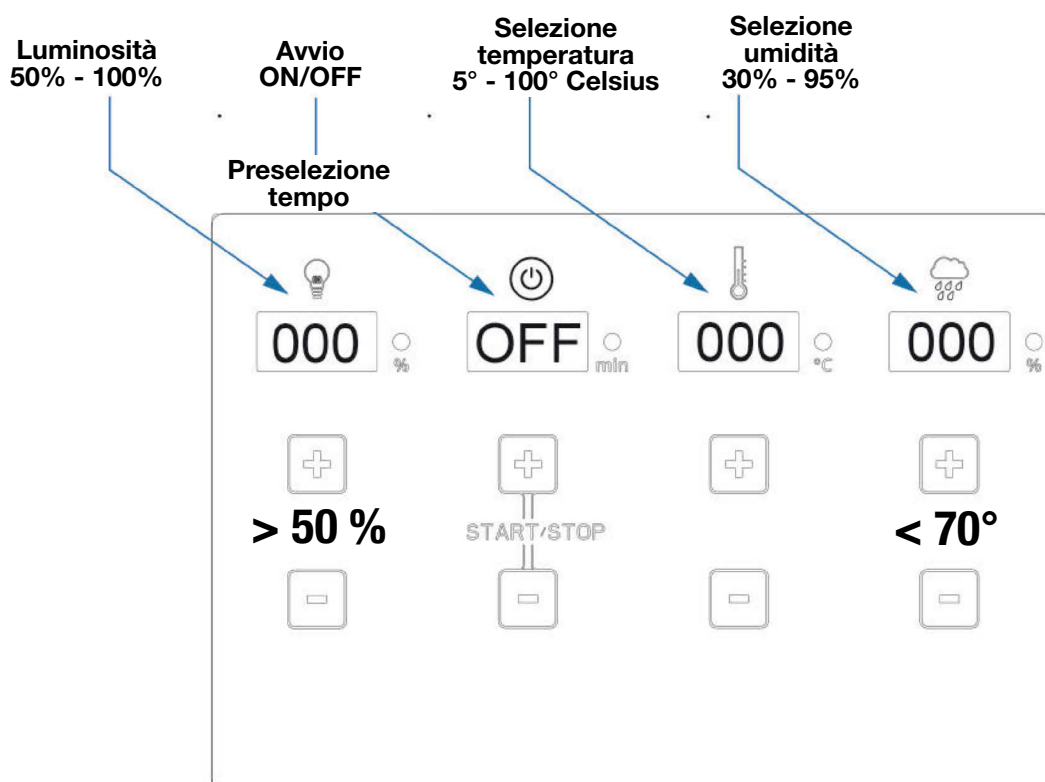 Luminosità
50% - 100%
Avvio
ON/OFF
Selezione
temperatura
5° - 100° Celsius
Selezione
umidità
30% - 95%
Preselezione
tempo
000
%
OFF
min
000
°C
000
%
> 50 %
START/STOP
< 70°